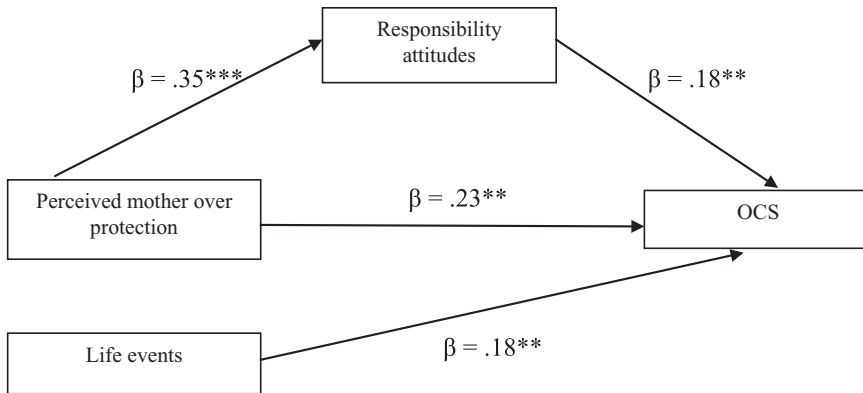 Responsibility
attitudes
β = .35***
β = .18**
Perceived mother over
protection
β = .23**
OCS
Life events
β = .18**